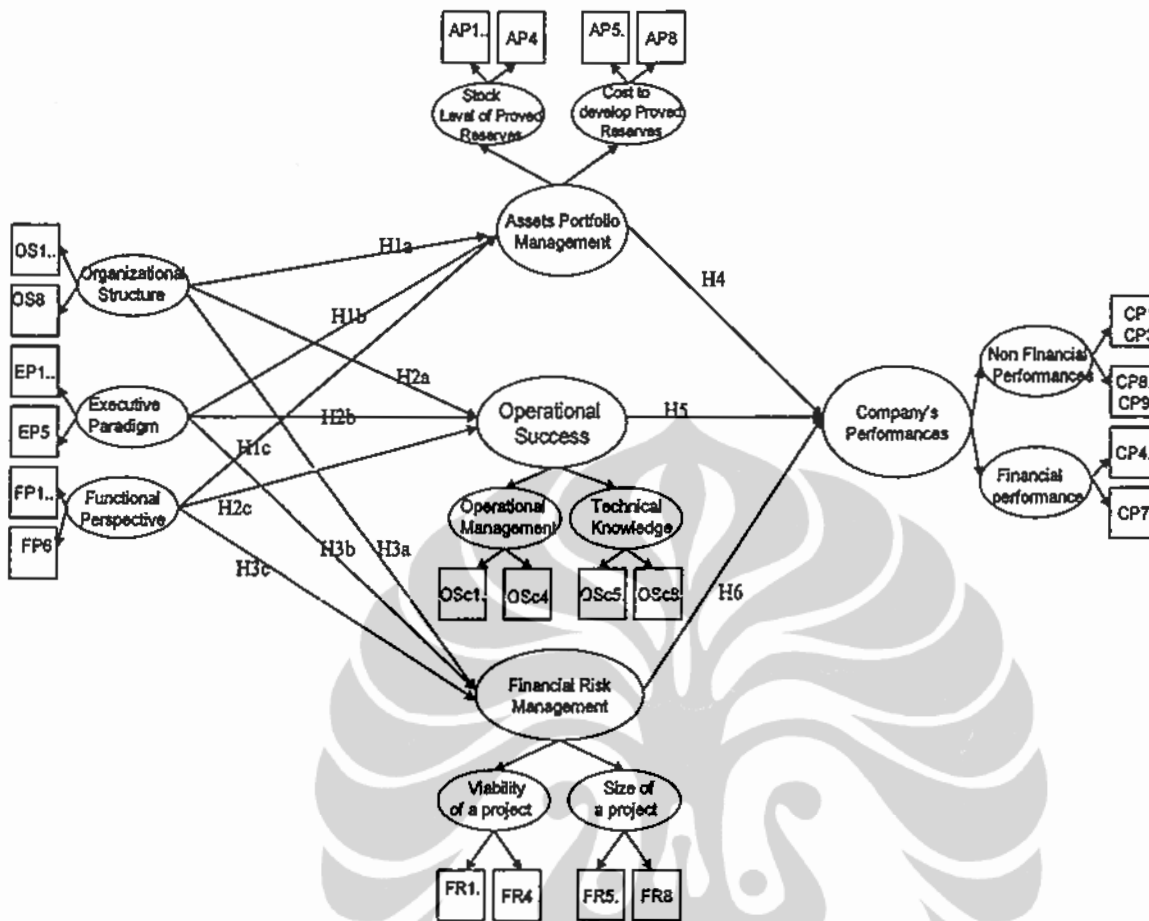 AP1..
AP4
AP5.
AP8
Stock
Level of Proved
Reserves
Cost to
develop Proved
Reserves
Assets Portfolio
Management
OS1..
OS8
Organizational
Structure
EP1..
EP5
Executive
Paradigm
FP1..
FP6
Functional
Perspective
H1a
H1b
H2a
H2b
H1c
H2c
H3b
H3a
H3c
H4
H5
H6
Operational
Success
Operational
Management
Technical
Knowledge
OSc1.
OSc4
OSc5.
OSc8
Financial Risk
Management
Viability
of a project
Size of
a project
FR1.
FR4
FR5.
FR8
Company's
Performances
Non Financial
Performances
Financial
performance
CP1
CP3
CP8.
CP9
CP4.
CP7